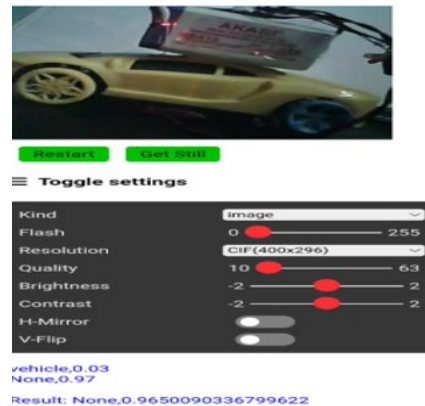 AKARI
Restart Get Still
Toggle settings
Kind image
Flash 0 255
Resolution CIF(400x296)
Quality 10 63
Brightness -2 2
Contrast -2 2
H-Mirror
V-Flip
vehicle,0.03
None,0.97
Result: None,0.9650090336799622